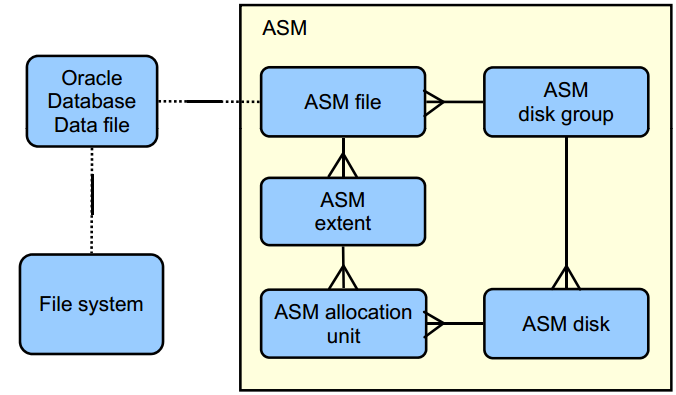 ASM
Oracle
Database
Data file
ASM file
ASM
disk group
ASM
extent
File system
ASM allocation
unit
ASM disk